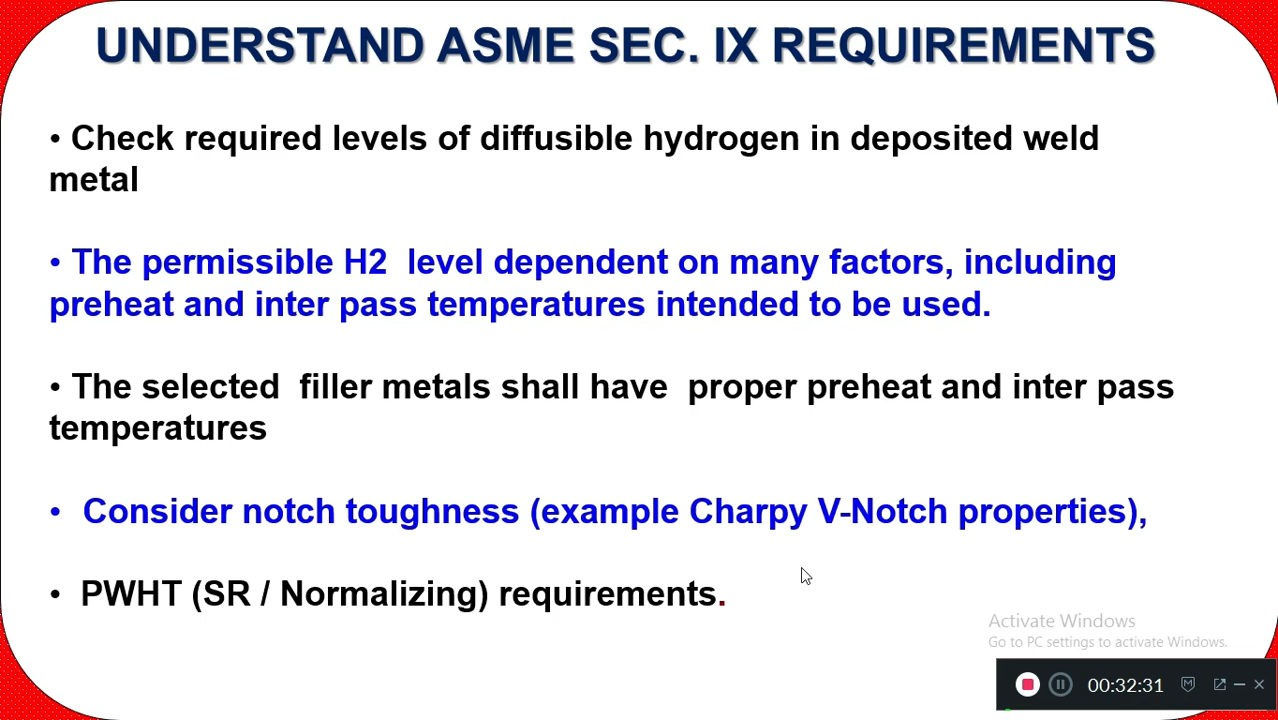 UNDERSTAND ASME SEC. IX REQUIREMENTS
• Check required levels of diffusible hydrogen in deposited weld
metal
• The permissible H2 level dependent on many factors, including
preheat and inter pass temperatures intended to be used.
• The selected filler metals shall have proper preheat and inter pass
temperatures
• Consider notch toughness (example Charpy V-Notch properties),
• PWHT (SR / Normalizing) requirements.
Activate Windows
Go to PC settings to activate Windows.
00:32:31